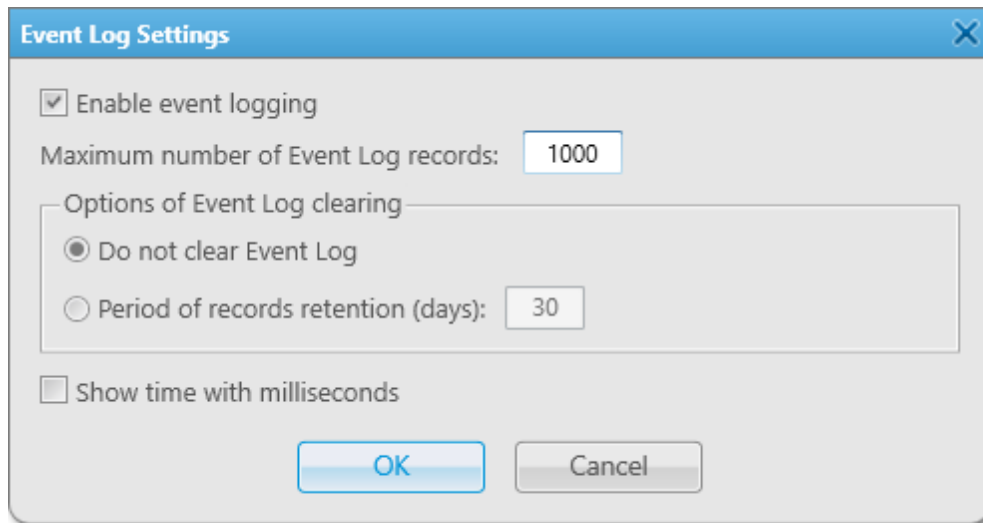 Event Log Settings
Enable event logging
Maximum number of Event Log records: 1000
Options of Event Log clearing
Do not clear Event Log
Period of records retention (days): 30
Show time with milliseconds
OK Cancel